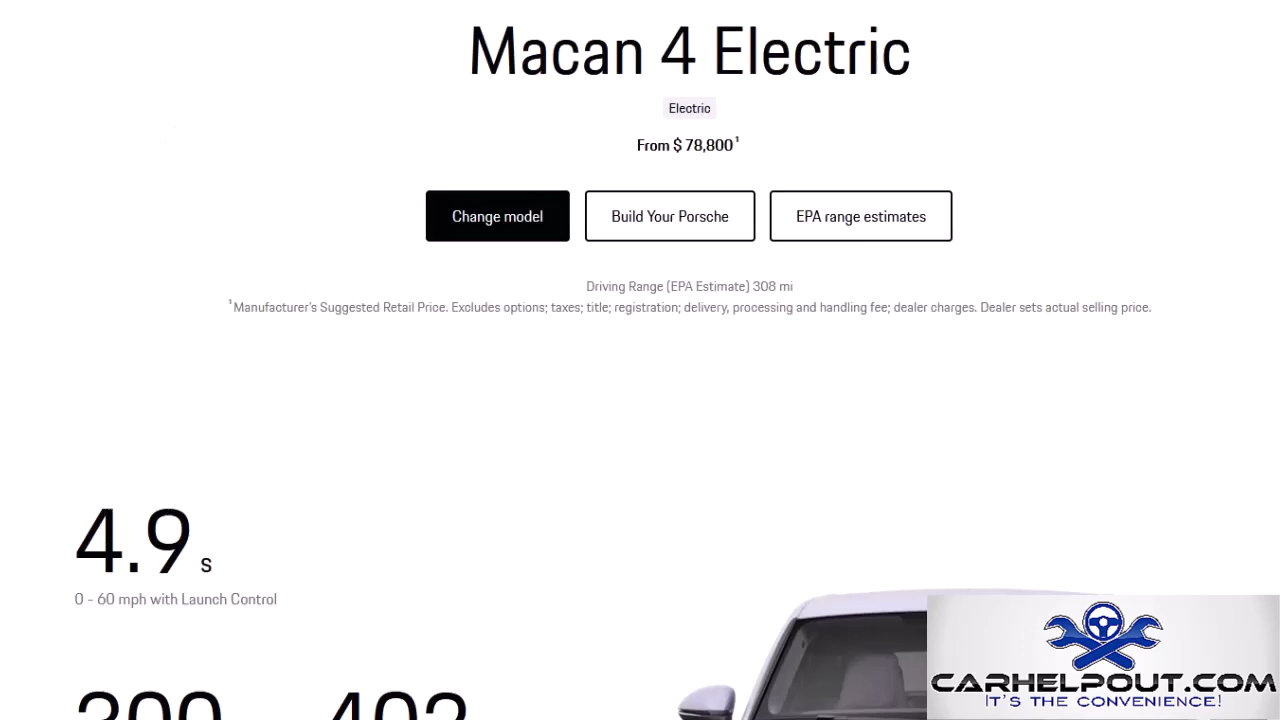 Macan 4 Electric
Electric
From $ 78,800¹
Change model
Build Your Porsche
EPA range estimates
Driving Range (EPA Estimate) 308 mi
¹Manufacturer's Suggested Retail Price. Excludes options; taxes; title; registration; delivery, processing and handling fee; dealer charges. Dealer sets actual selling price.
4.9 s
0 - 60 mph with Launch Control
CARHELPOUT.COM
IT'S THE CONVENIENCE!